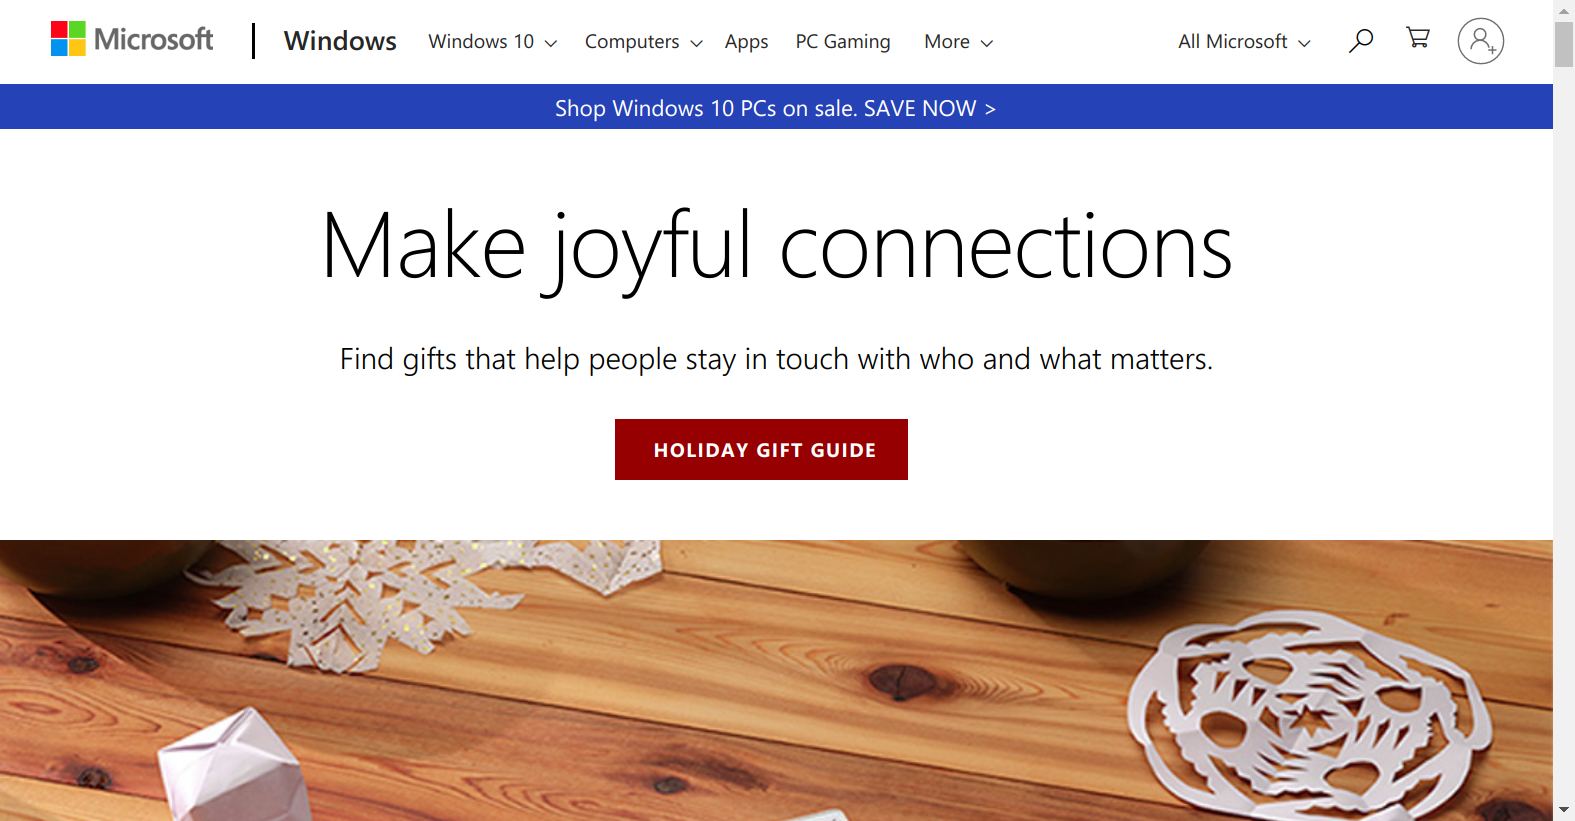 Microsoft
Windows
Windows 10
Computers
Apps
PC Gaming
More
All Microsoft
Shop Windows 10 PCs on sale. SAVE NOW >
Make joyful connections
Find gifts that help people stay in touch with who and what matters.
HOLIDAY GIFT GUIDE